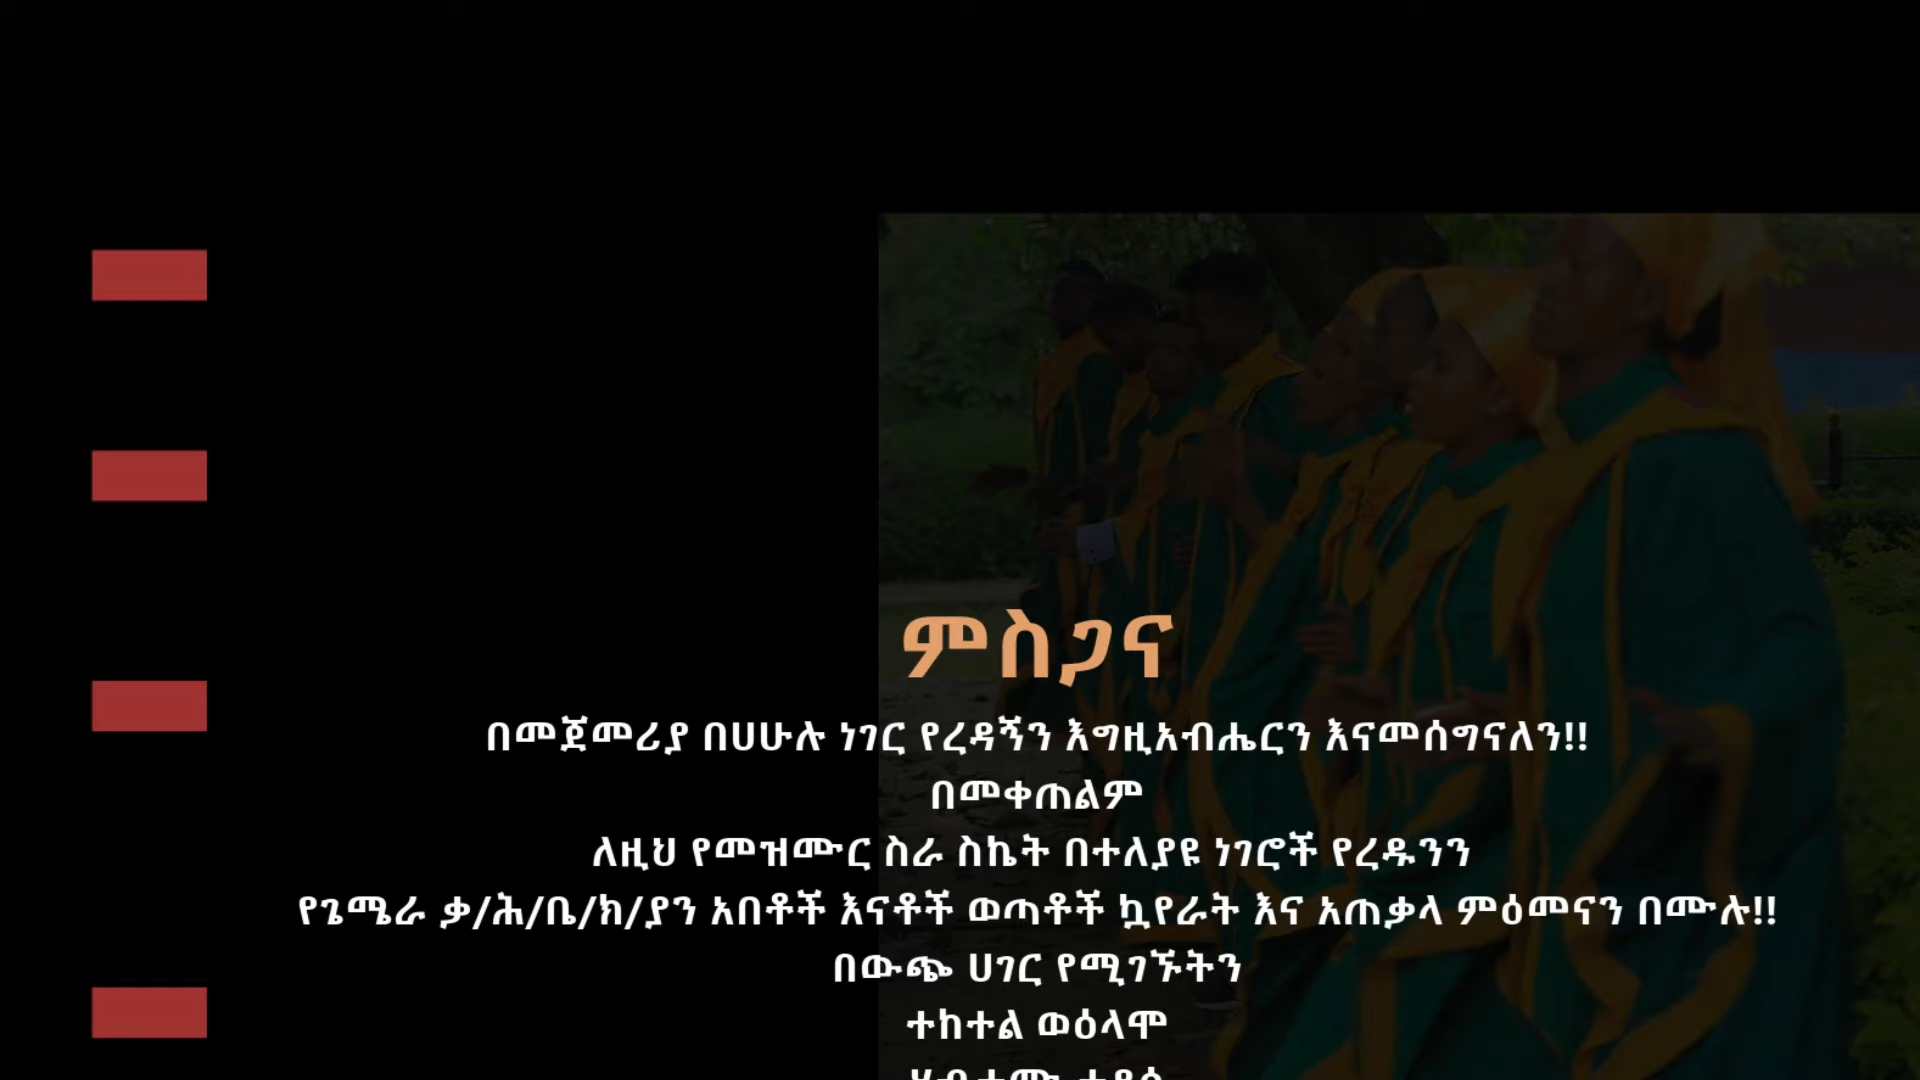 ምስጋና
በመጀመሪያ በሀሁሉ ነገር የረዳኝን እግዚአብሔርን እናመሰግናለን!!
በመቀጠልም
ለዚህ የመዝሙር ስራ ስኬት በተለያዩ ነገሮች የረዱንን
የጌሜራ ቃ/ሕ/ቤ/ክ/ያን አበቶች እናቶች ወጣቶች ኳየራት እና አጠቃላ ምዕመናን በሙሉ!!
በውጭ ሀገር የሚገኙትን
ተከተል ወዕላሞ